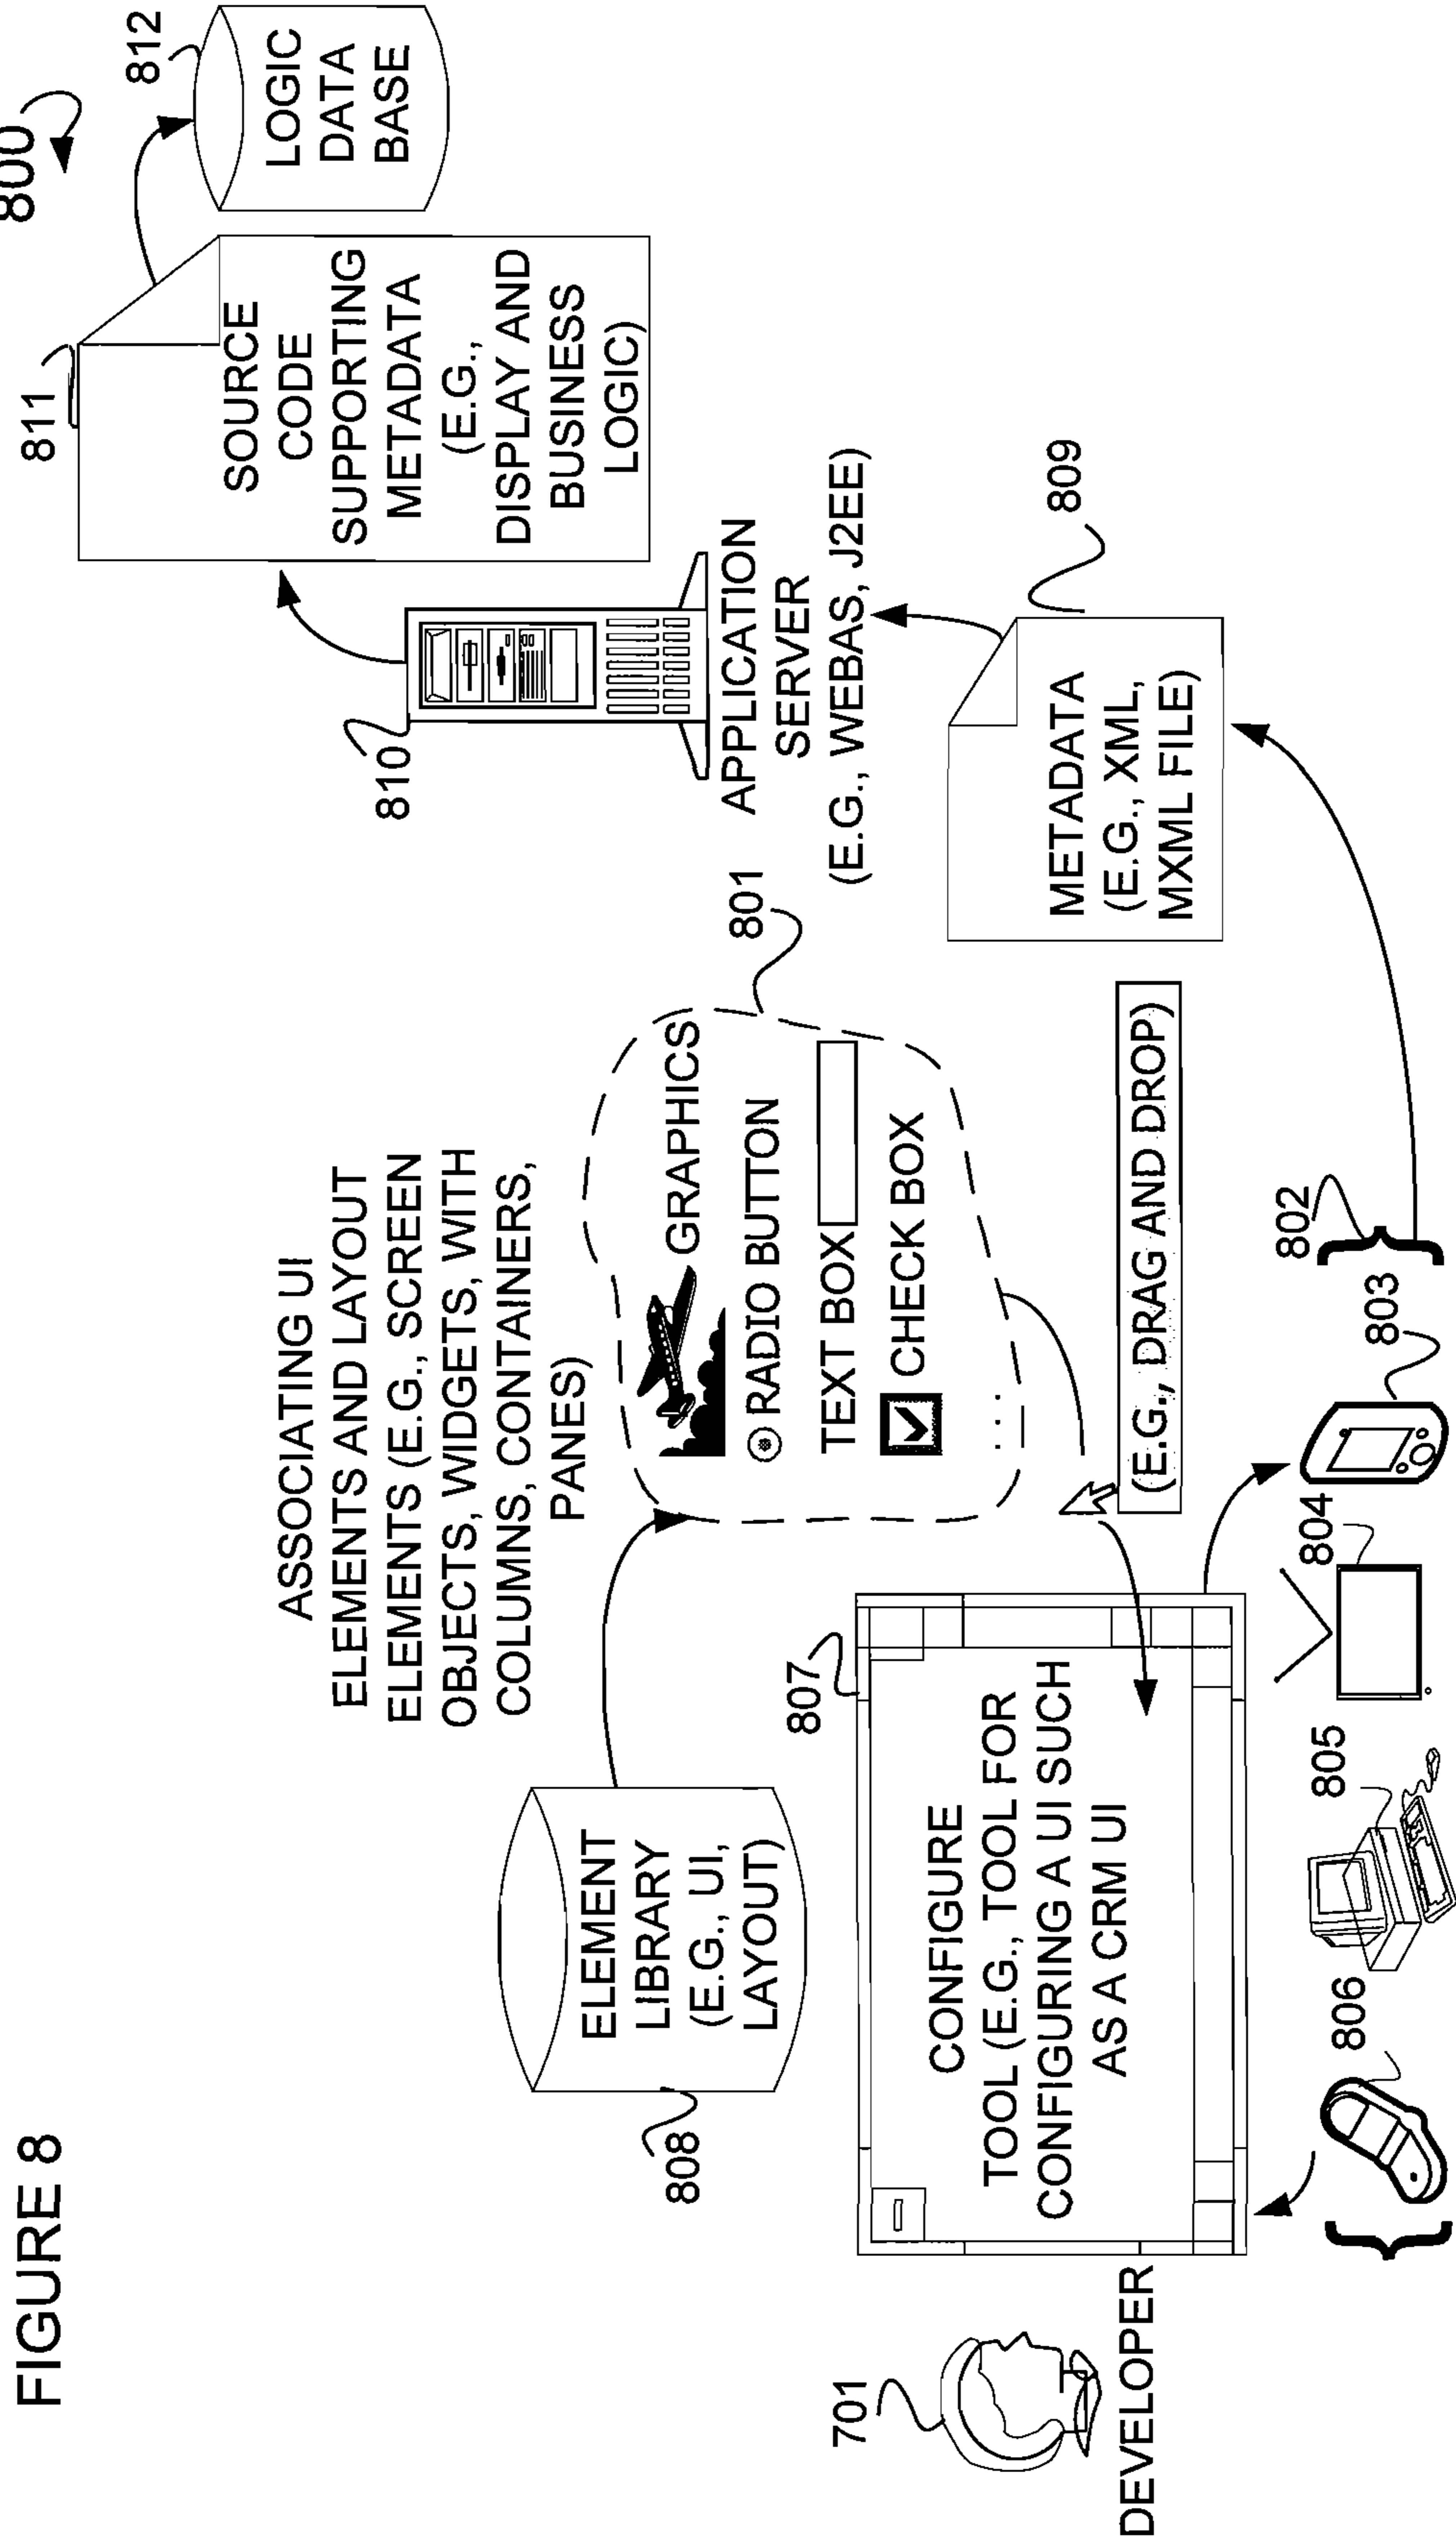 FIGURE 8
800
ASSOCIATING UI
ELEMENTS AND LAYOUT
ELEMENTS (E.G., SCREEN
OBJECTS, WIDGETS, WITH
COLUMNS, CONTAINERS,
PANES)
808
ELEMENT
LIBRARY
(E.G., UI,
LAYOUT)
801
GRAPHICS
RADIO BUTTON
TEXT BOX
CHECK BOX
...
(E.G., DRAG AND DROP)
701
DEVELOPER
807
CONFIGURE
TOOL (E.G., TOOL FOR
CONFIGURING A UI SUCH
AS A CRM UI
806
805
804
803
802
809
METADATA
(E.G., XML,
MXML FILE)
810
APPLICATION
SERVER
(E.G., WEBAS, J2EE)
811
SOURCE
CODE
SUPPORTING
METADATA
(E.G.,
DISPLAY AND
BUSINESS
LOGIC)
812
LOGIC
DATA
BASE